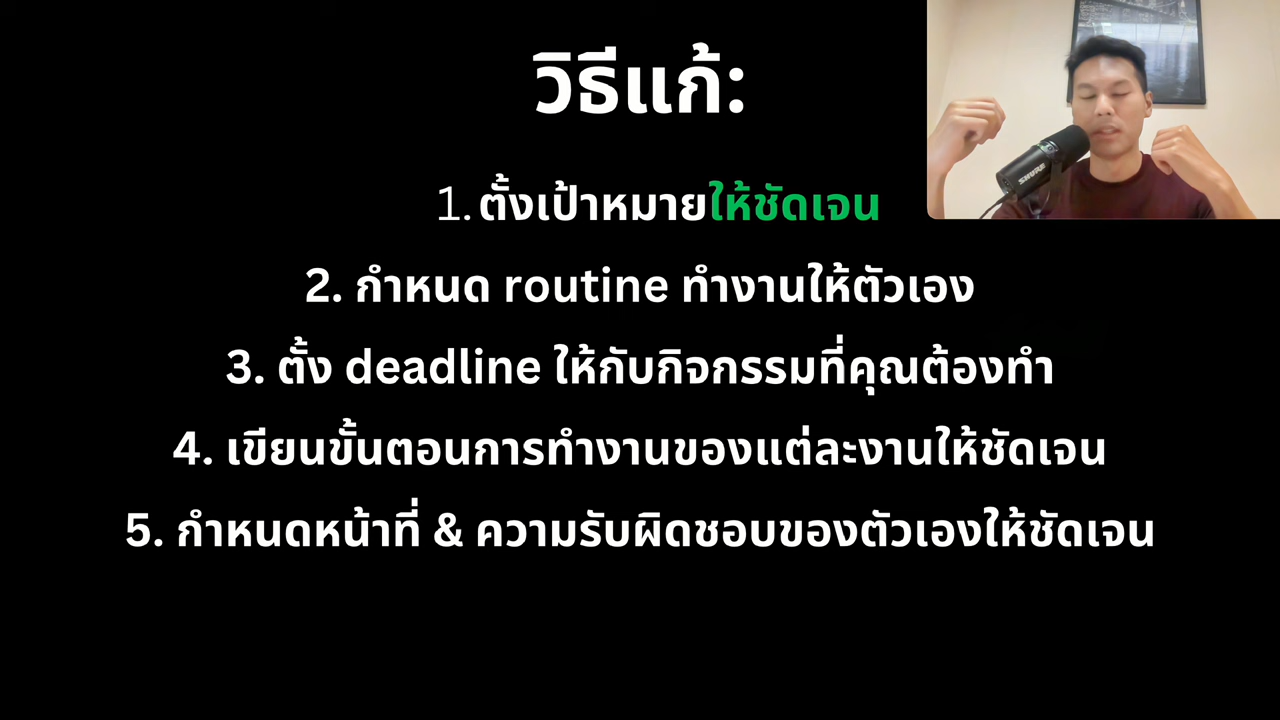 วิธีแก้:
1. ตั้งเป้าหมายให้ชัดเจน
2. กำหนด routine ทำงานให้ตัวเอง
3. ตั้ง deadline ให้กับกิจกรรมที่คุณต้องทำ
4. เขียนขั้นตอนการทำงานของแต่ละงานให้ชัดเจน
5. กำหนดหน้าที่ & ความรับผิดชอบของตัวเองให้ชัดเจน
SHURE